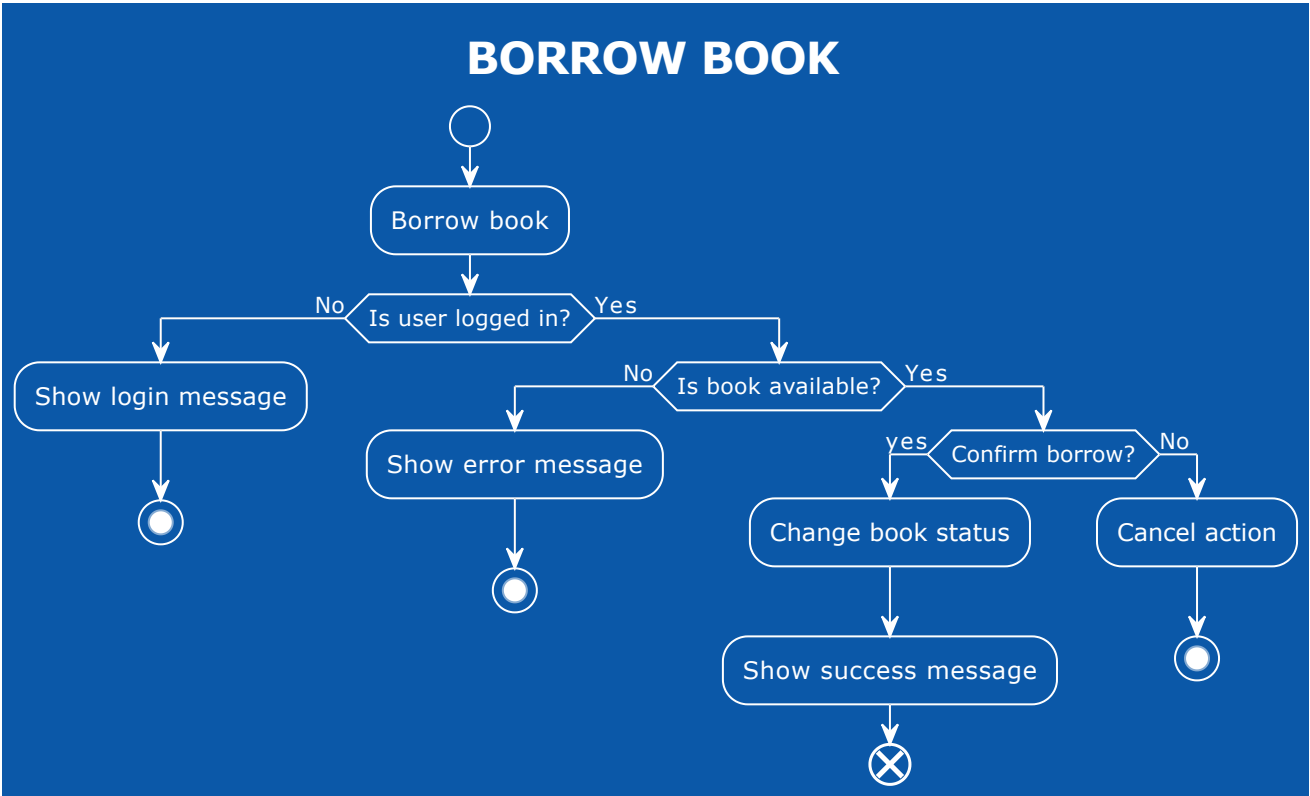 BORROW BOOK
Borrow book
No
Is user logged in?
Yes
Show login message
No
Is book available?
Yes
Show error message
yes
Confirm borrow?
No
Change book status
Cancel action
Show success message